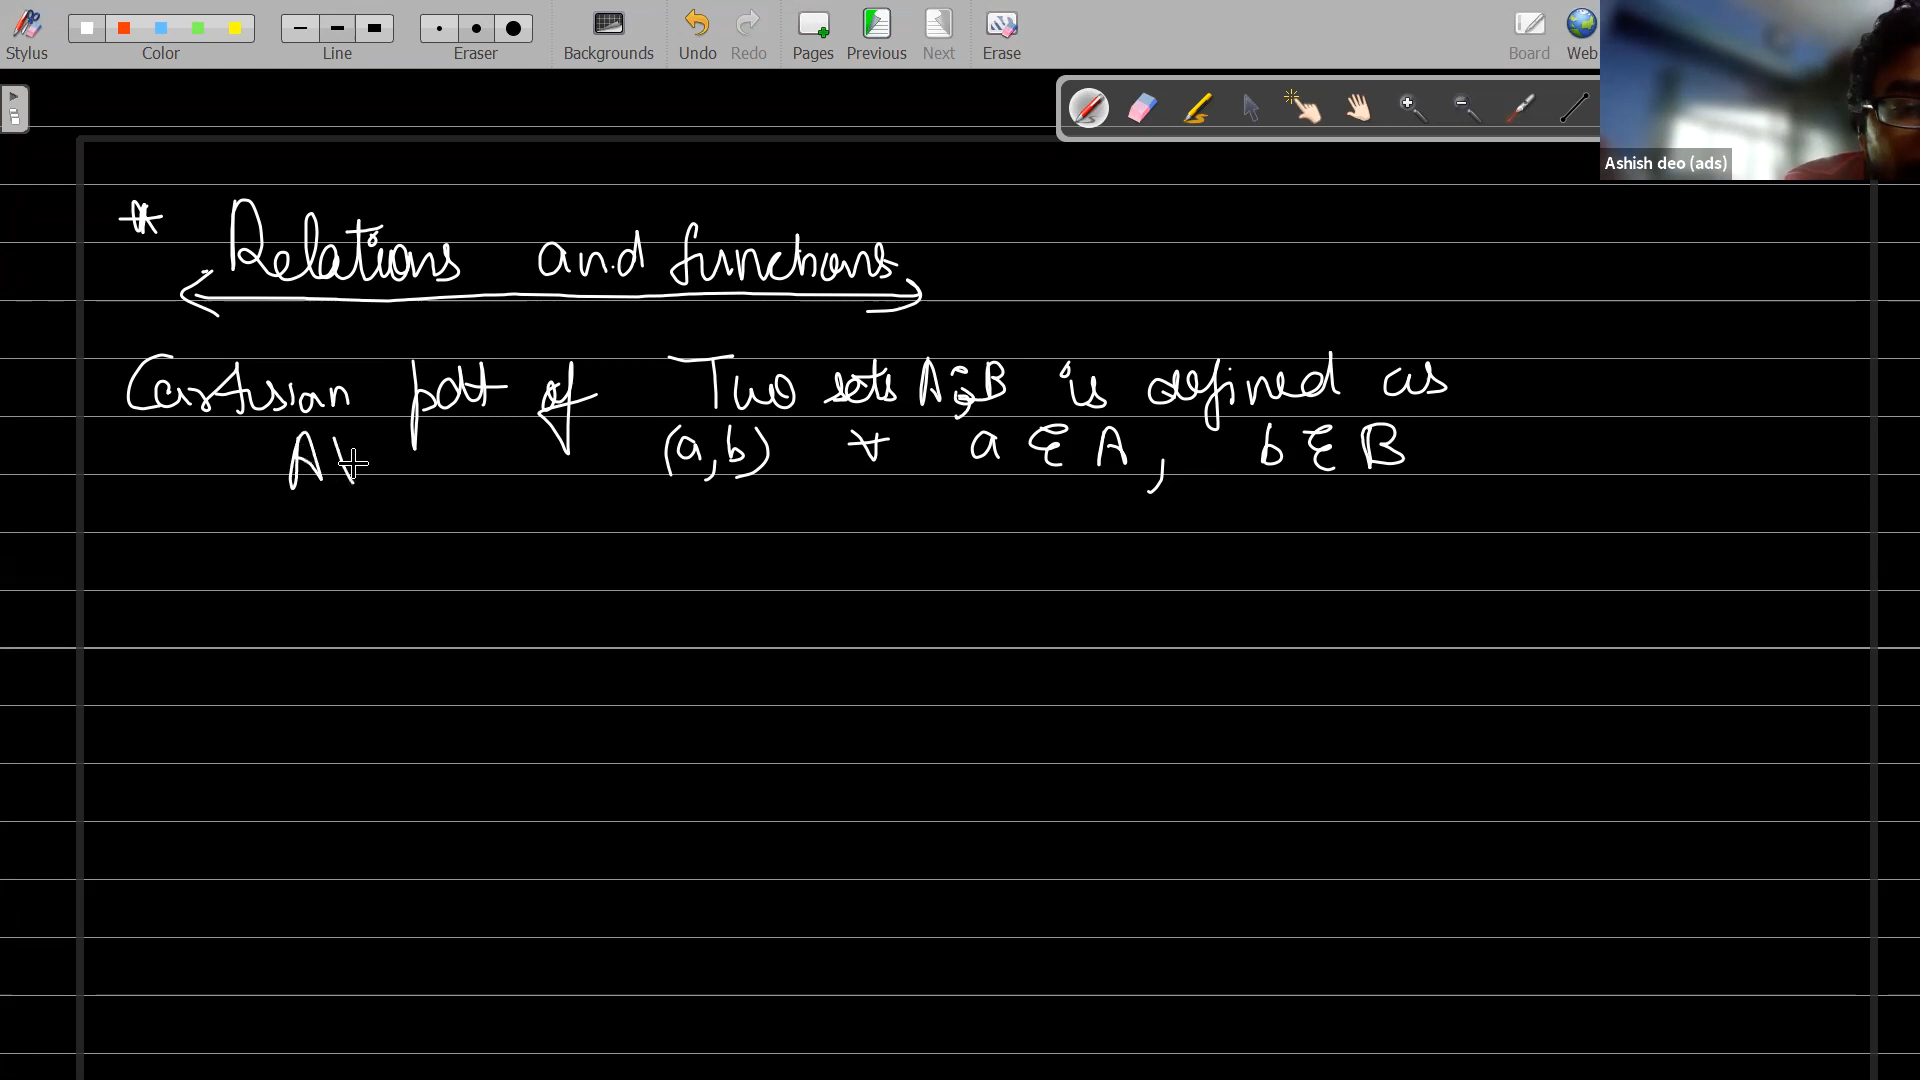 Stylus Color Line Eraser Backgrounds Undo Redo Pages Previous Next Erase Board Web
Ashish deo (ads)
* Relations and functions
Cartesian pdt of Two sets A & B is defined as
A (a,b) ∀ a ∈ A, b ∈ B